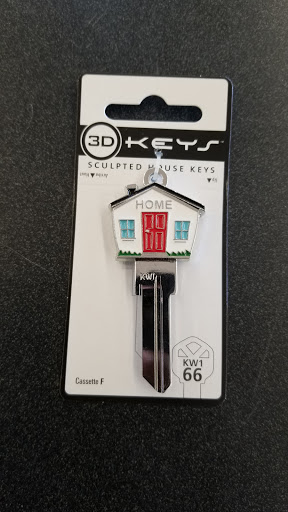 3D KEYS
SCULPTED HOUSE KEYS
HOME
KW1
KW1
66
Cassette F